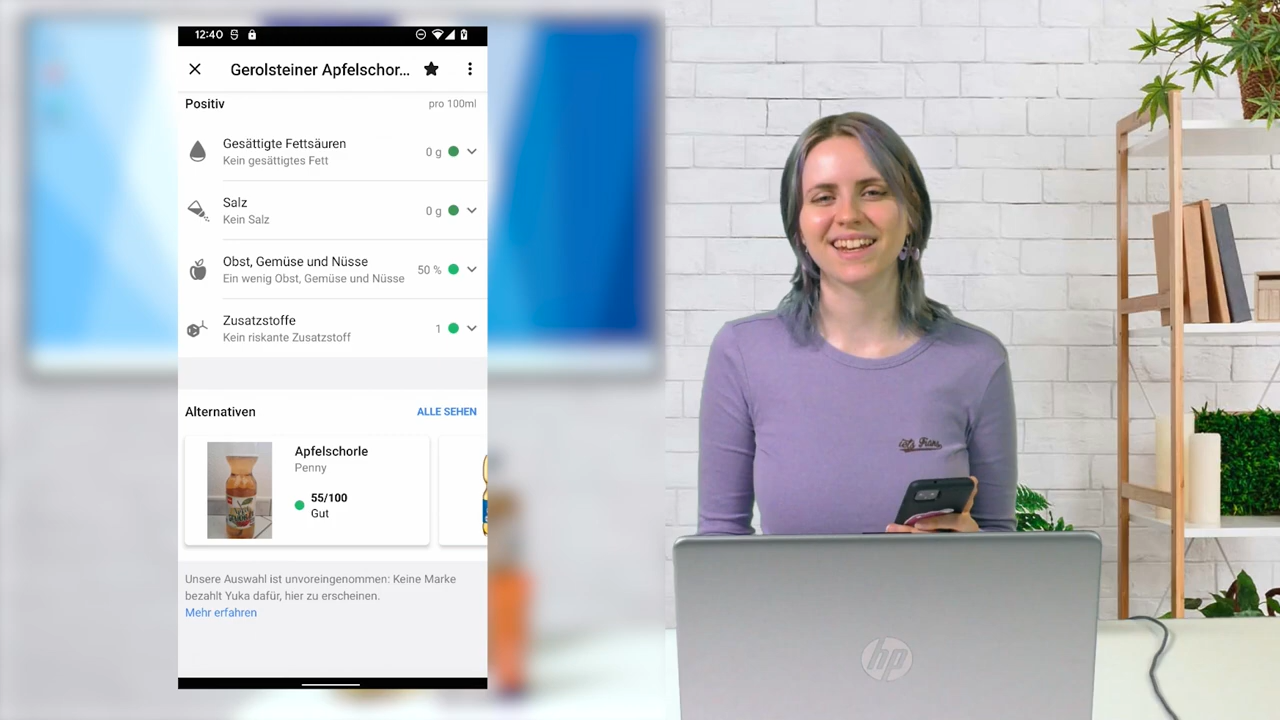 12:40
Gerolsteiner Apfelschor...
Positiv
pro 100ml
Gesättigte Fettsäuren
Kein gesättigtes Fett
0 g
Salz
Kein Salz
0 g
Obst, Gemüse und Nüsse
Ein wenig Obst, Gemüse und Nüsse
50 %
Zusatzstoffe
Kein riskante Zusatzstoff
1
Alternativen
ALLE SEHEN
Apfelschorle
Penny
55/100
Gut
Unsere Auswahl ist unvoreingenommen: Keine Marke
bezahlt Yuka dafür, hier zu erscheinen.
Mehr erfahren
hp